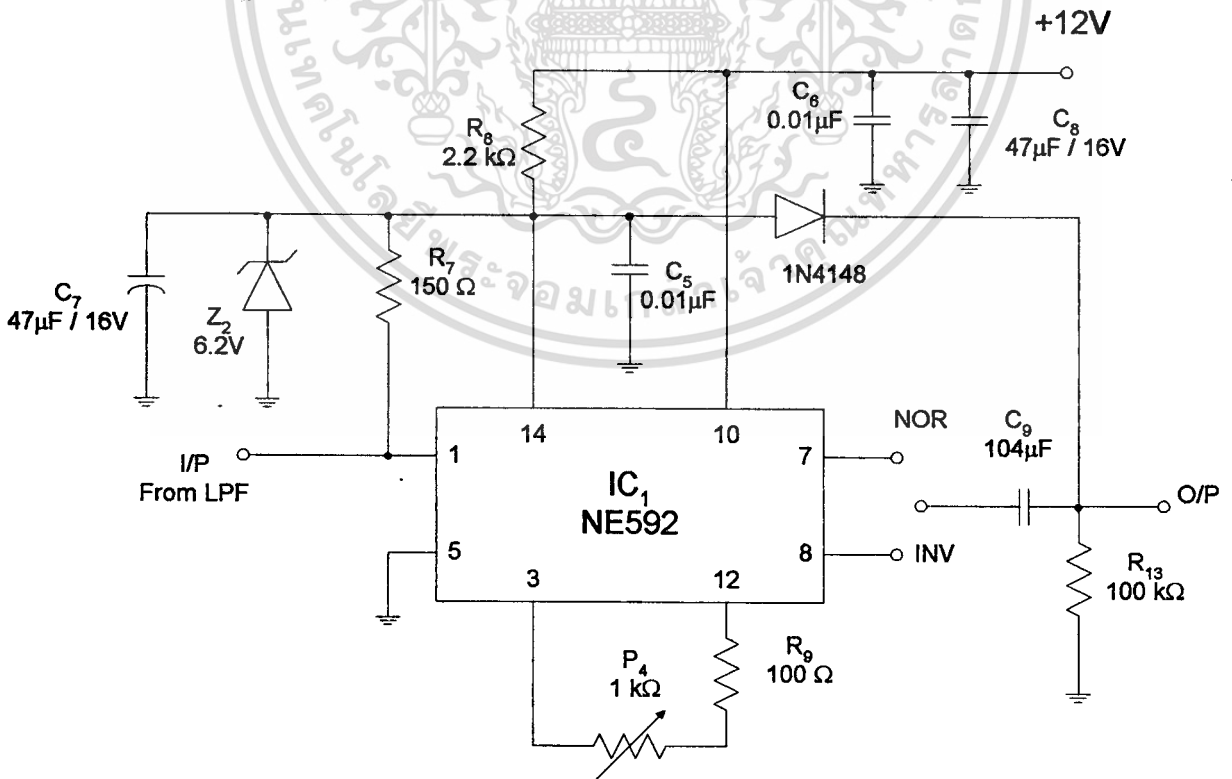 +12V
C6
0.01µF
C8
47µF / 16V
R8
2.2 kΩ
R7
150 Ω
C5
0.01µF
1N4148
C7
47µF / 16V
Z2
6.2V
14
10
NOR
C9
104µF
I/P
From LPF
1
7
IC1
NE592
O/P
5
8
INV
3
12
R13
100 kΩ
P4
1 kΩ
R9
100 Ω